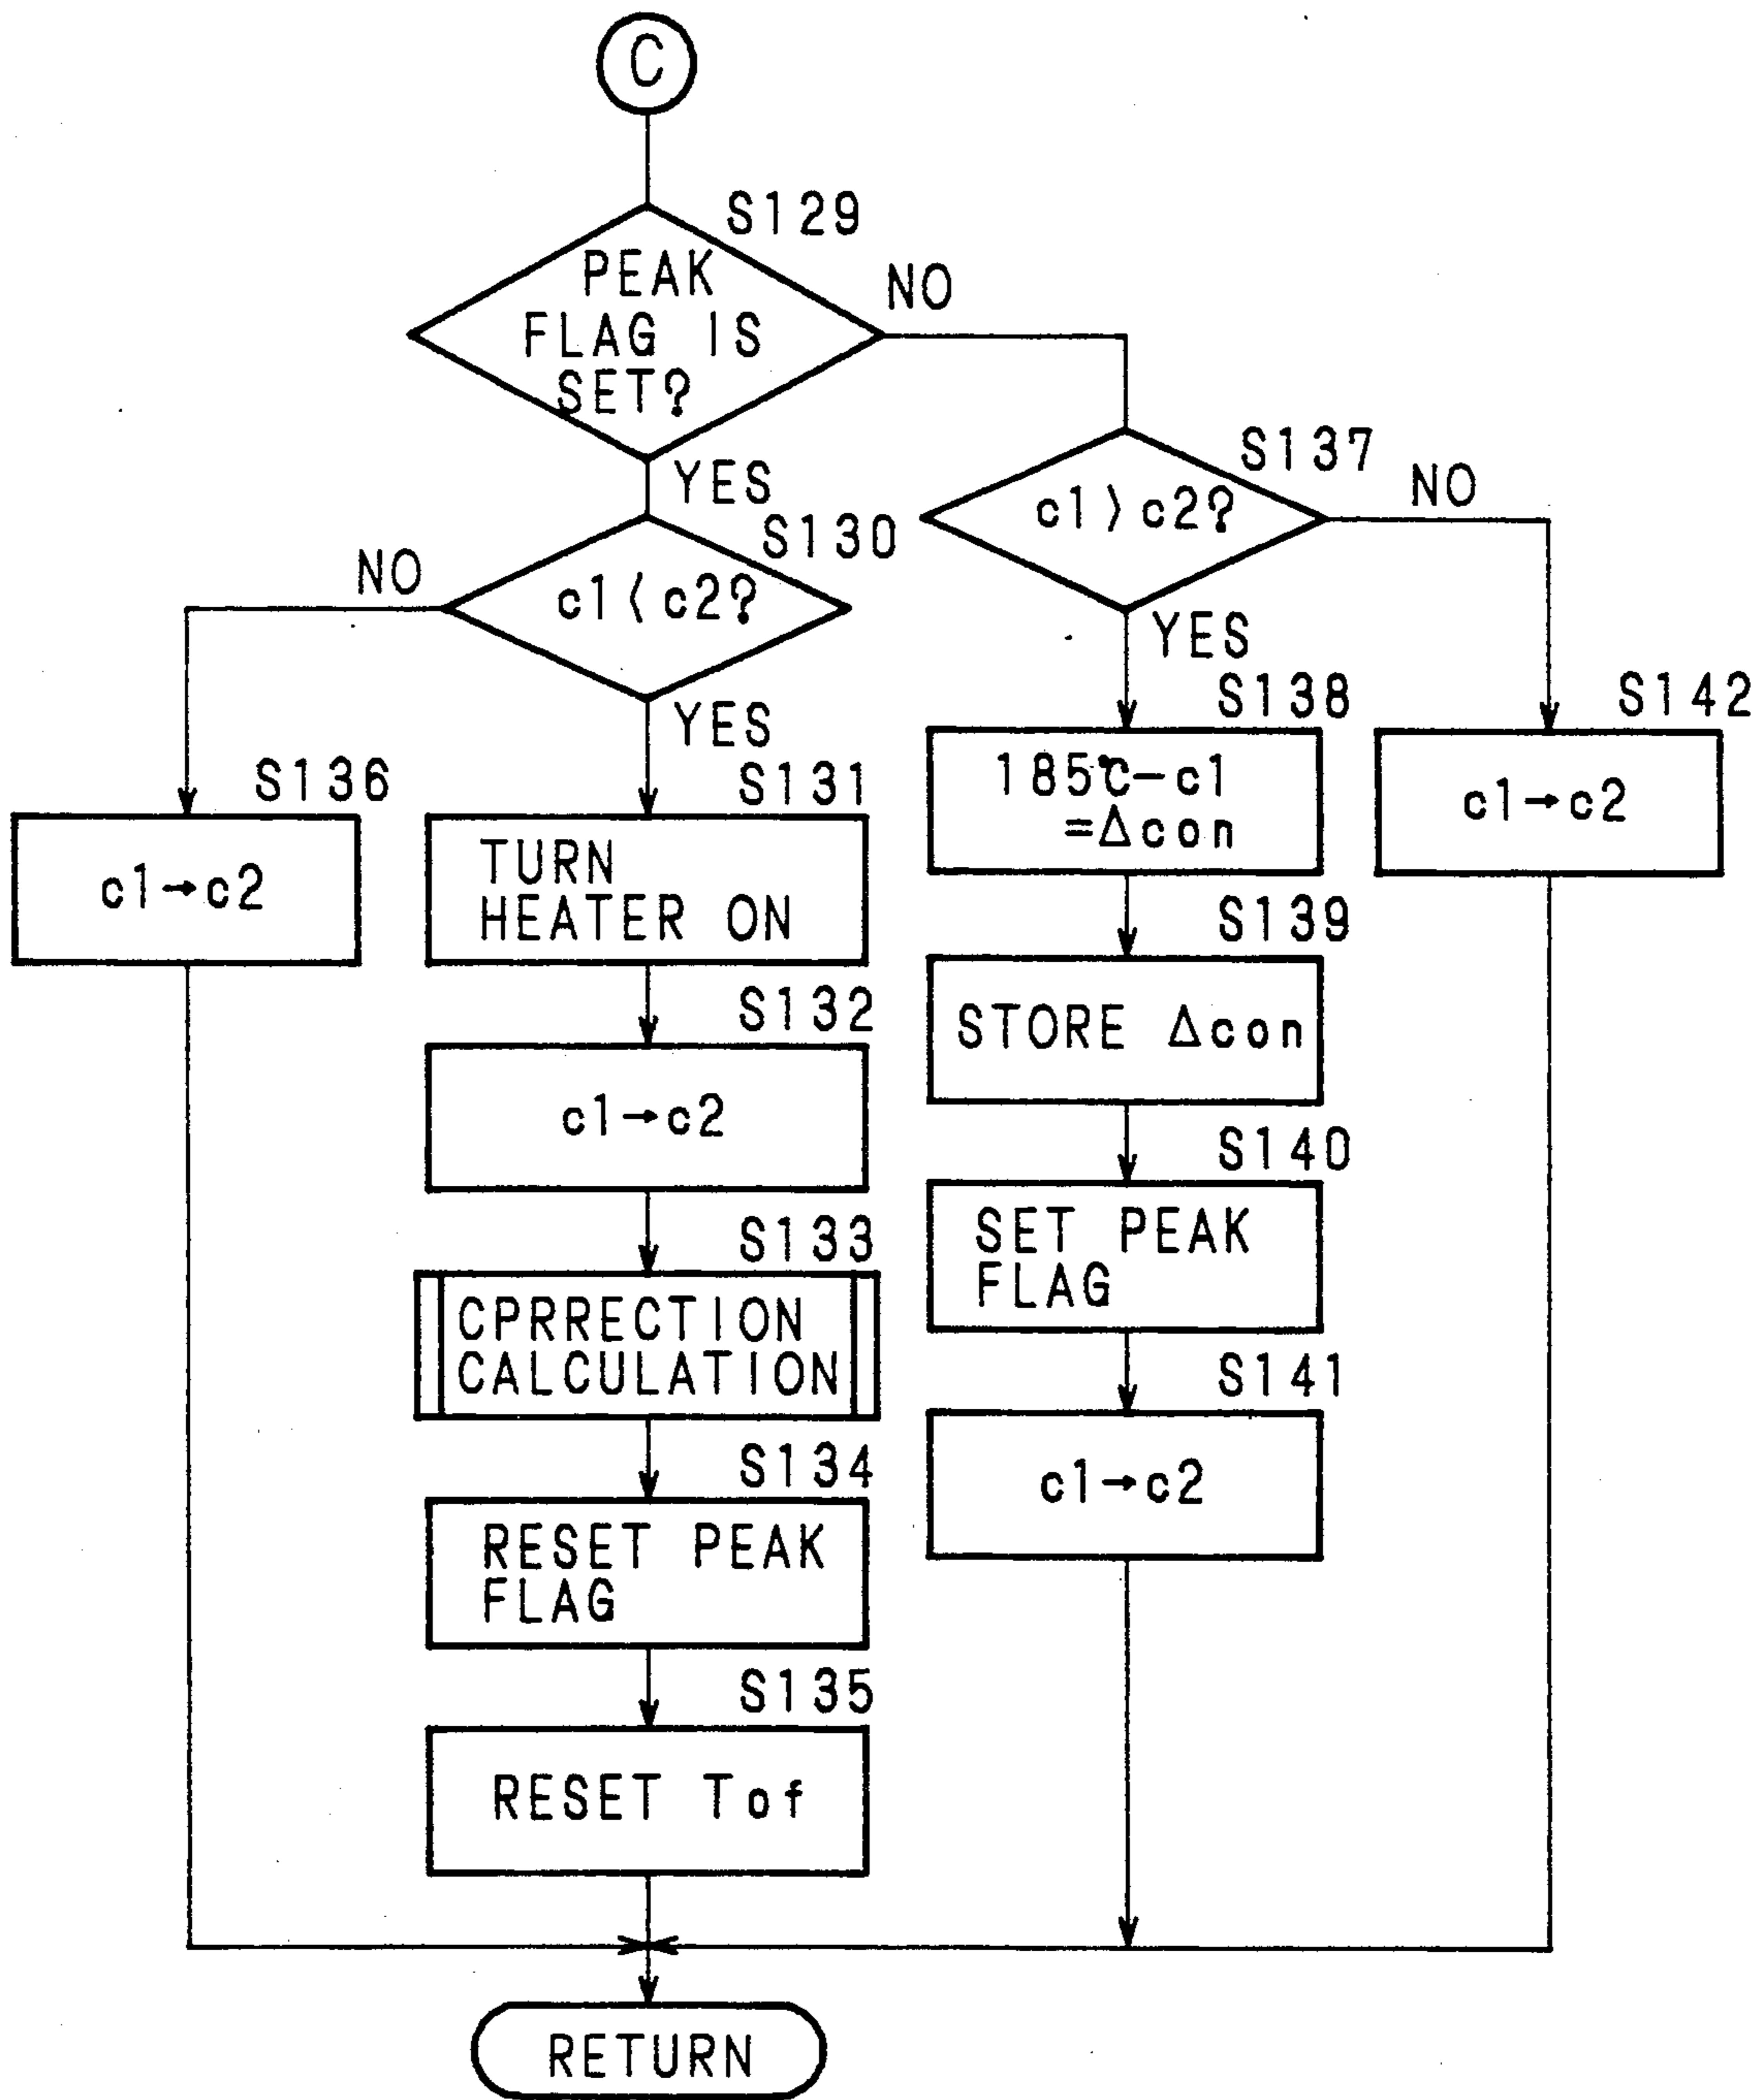 C
S129
PEAK
FLAG IS
SET?
NO
YES
S137
c1〉c2?
NO
S130
c1〈c2?
NO
YES
YES
S138
185℃−c1
=Δcon
S142
c1→c2
S136
c1→c2
S131
TURN
HEATER ON
S139
STORE Δcon
S132
c1→c2
S140
SET PEAK
FLAG
S133
CPRRECTION
CALCULATION
S141
c1→c2
S134
RESET PEAK
FLAG
S135
RESET Tof
RETURN